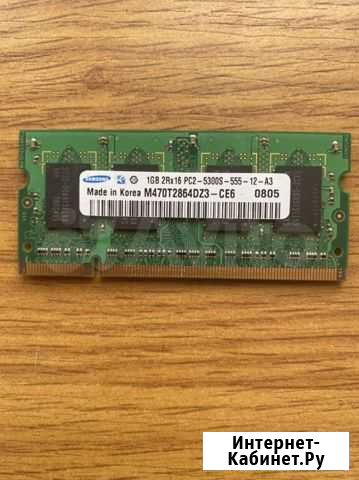 SAMSUNG
1GB 2Rx16 PC2-5300S-555-12-A3
Made in Korea M470T2864DZ3-CE6 0805
Интернет-
Кабинет.Ру